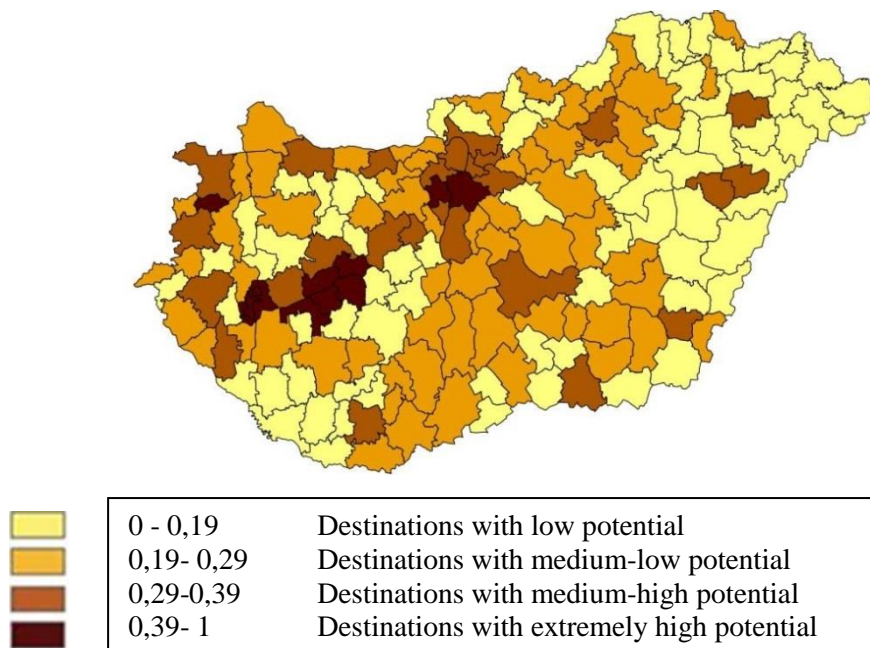 0 - 0,19 Destinations with low potential
0,19- 0,29 Destinations with medium-low potential
0,29-0,39 Destinations with medium-high potential
0,39- 1 Destinations with extremely high potential